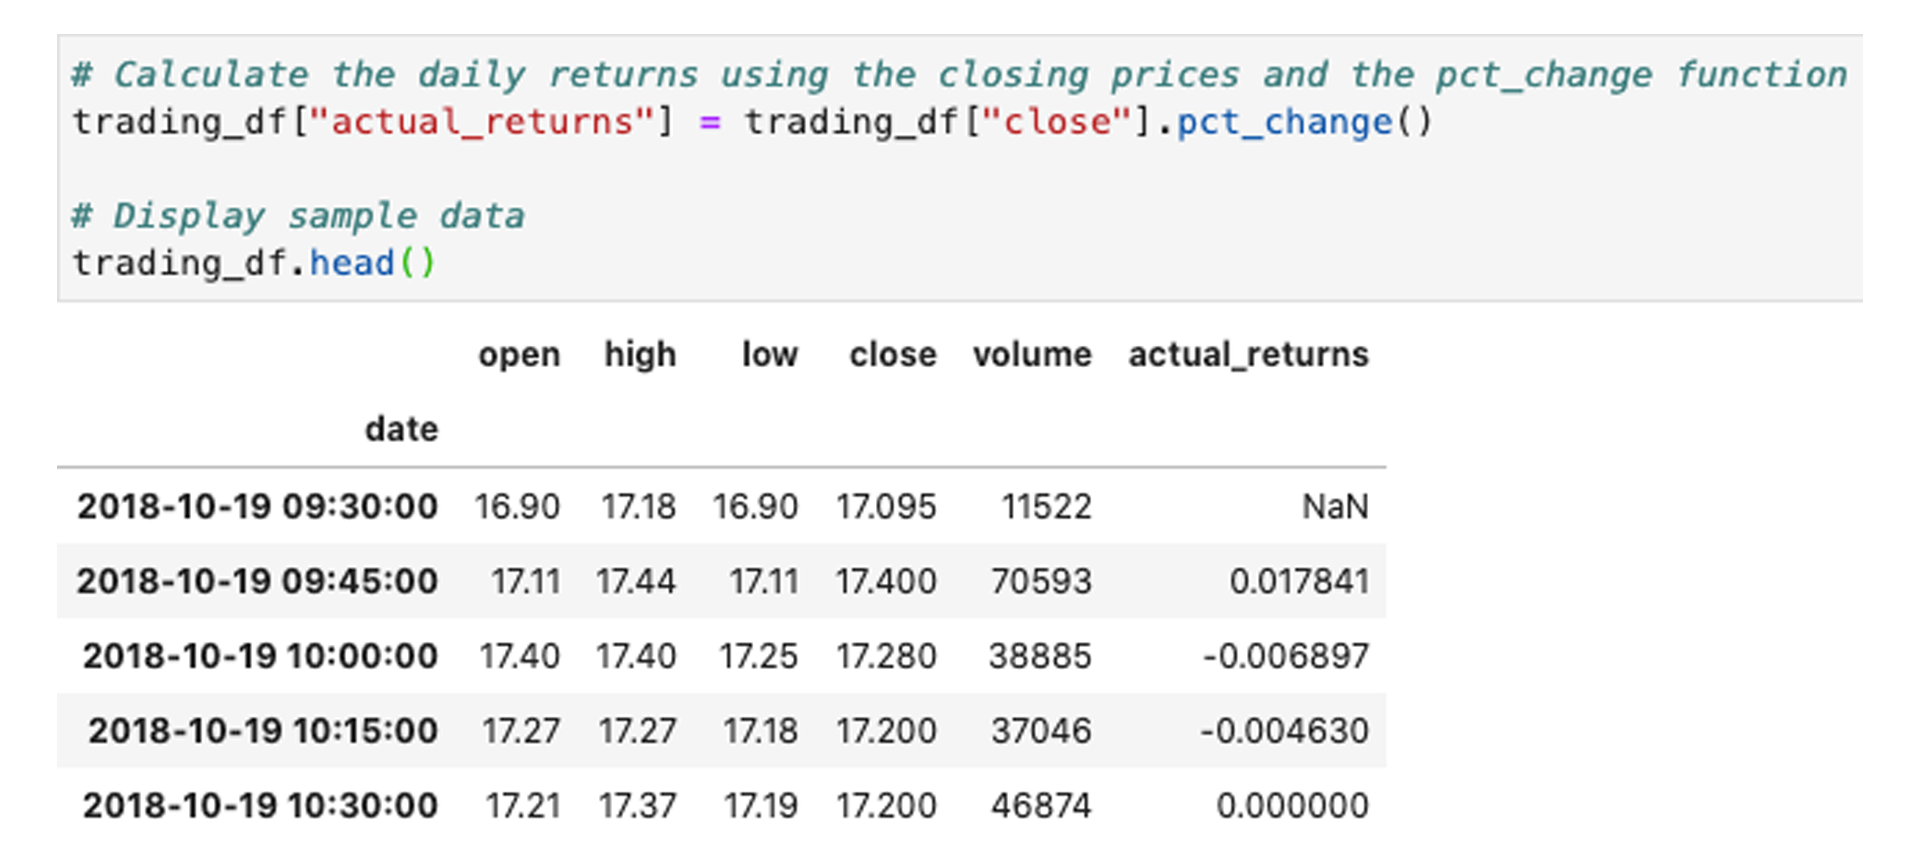 # Calculate the daily returns using the closing prices and the pct_change function
trading_df["actual_returns"] = trading_df["close"].pct_change()
# Display sample data
trading_df.head()
open high low close volume actual_returns
date
2018-10-19 09:30:00 16.90 17.18 16.90 17.095 11522 NaN
2018-10-19 09:45:00 17.11 17.44 17.11 17.400 70593 0.017841
2018-10-19 10:00:00 17.40 17.40 17.25 17.280 38885 -0.006897
2018-10-19 10:15:00 17.27 17.27 17.18 17.200 37046 -0.004630
2018-10-19 10:30:00 17.21 17.37 17.19 17.200 46874 0.000000